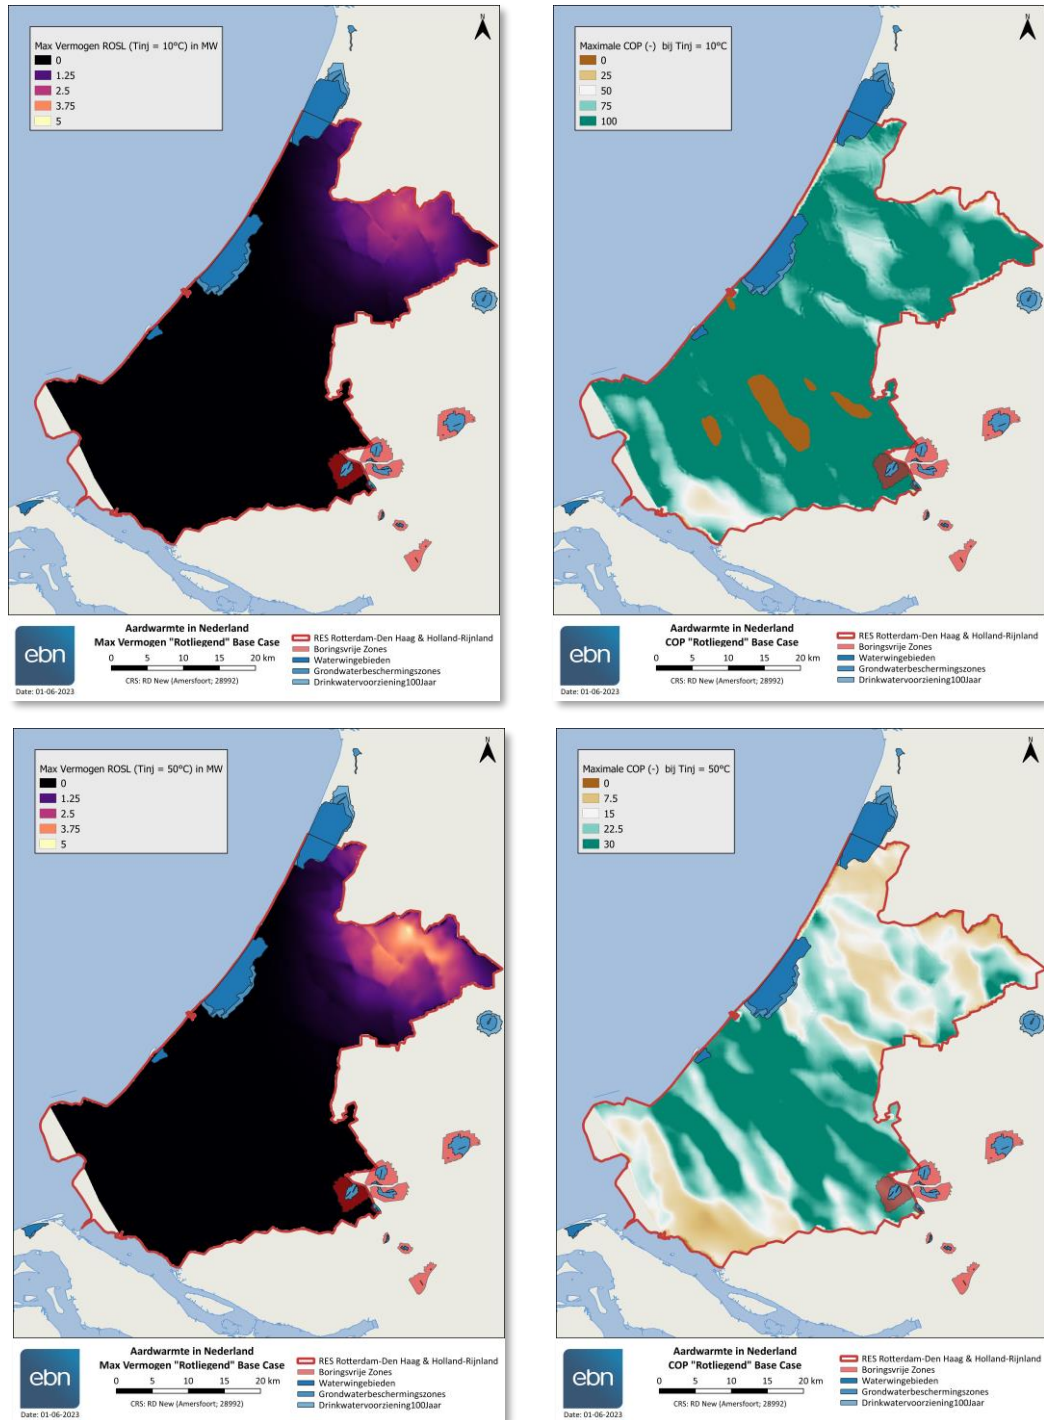 N
Max Vermogen ROSL (Tinj = 10°C) in MW
0
1.25
2.5
3.75
5
Aardwarmte in Nederland
Max Vermogen "Rotliegend" Base Case
0 5 10 15 20 km
CRS: RD New (Amersfoort; 28992)
ebn
Date: 01-06-2023
RES Rotterdam-Den Haag & Holland-Rijnland
Boringsvrije Zones
Waterwingebieden
Grondwaterbeschermingszones
Drinkwatervoorziening100Jaar
N
Maximale COP (-) bij Tinj = 10°C
0
25
50
75
100
Aardwarmte in Nederland
COP "Rotliegend" Base Case
0 5 10 15 20 km
CRS: RD New (Amersfoort; 28992)
ebn
Date: 01-06-2023
RES Rotterdam-Den Haag & Holland-Rijnland
Boringsvrije Zones
Waterwingebieden
Grondwaterbeschermingszones
Drinkwatervoorziening100Jaar
N
Max Vermogen ROSL (Tinj = 50°C) in MW
0
1.25
2.5
3.75
5
Aardwarmte in Nederland
Max Vermogen "Rotliegend" Base Case
0 5 10 15 20 km
CRS: RD New (Amersfoort; 28992)
ebn
Date: 01-06-2023
RES Rotterdam-Den Haag & Holland-Rijnland
Boringsvrije Zones
Waterwingebieden
Grondwaterbeschermingszones
Drinkwatervoorziening100Jaar
N
Maximale COP (-) bij Tinj = 50°C
0
7.5
15
22.5
30
Aardwarmte in Nederland
COP "Rotliegend" Base Case
0 5 10 15 20 km
CRS: RD New (Amersfoort; 28992)
ebn
Date: 01-06-2023
RES Rotterdam-Den Haag & Holland-Rijnland
Boringsvrije Zones
Waterwingebieden
Grondwaterbeschermingszones
Drinkwatervoorziening100Jaar